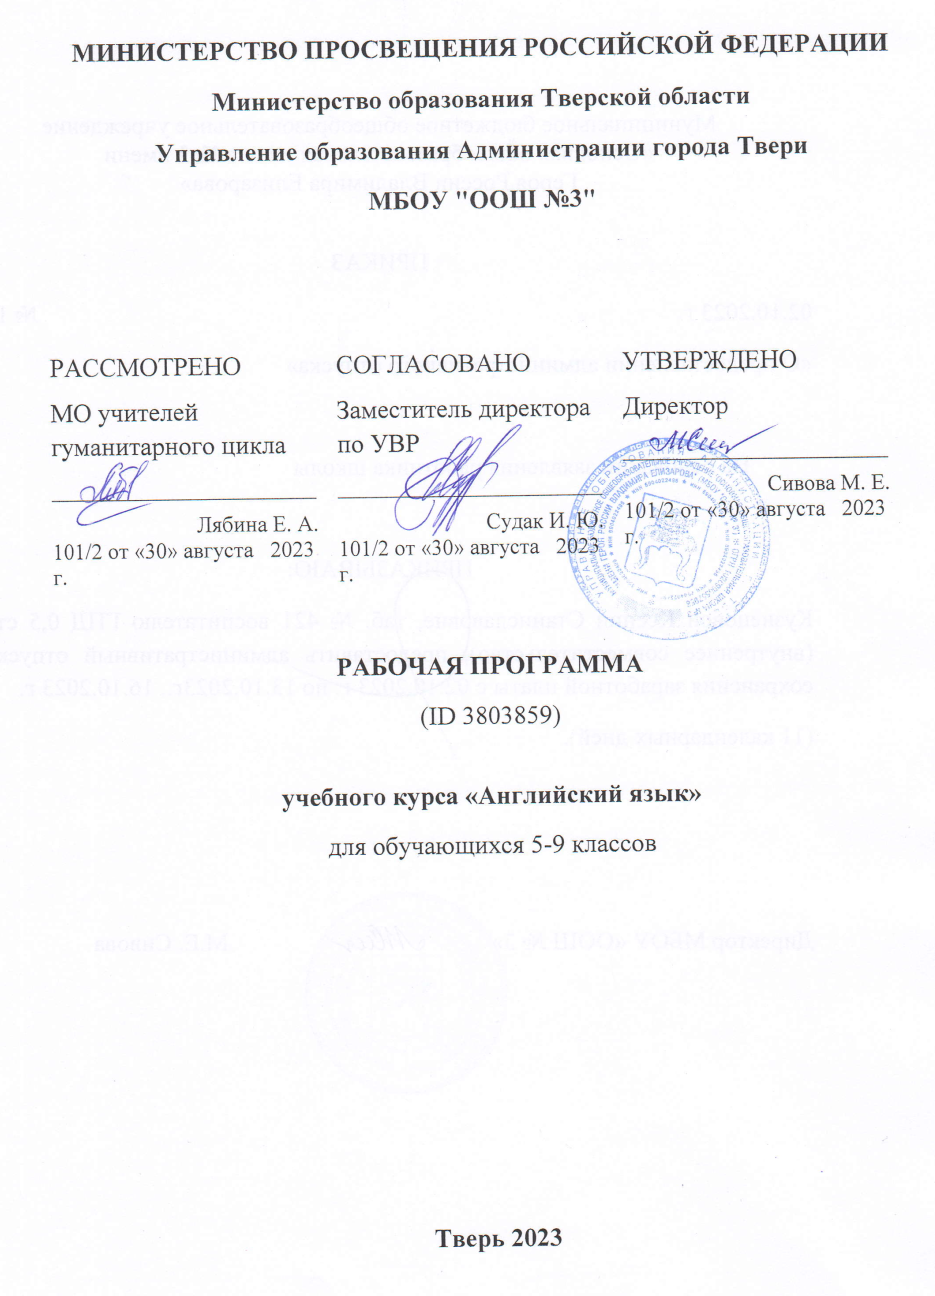 МИНИСТЕРСТВО ПРОСВЕЩЕНИЯ РОССИЙСКОЙ ФЕДЕРАЦИИ
Министерство образования Тверской области
Управление образования Администрации города Твери
МБОУ "ООШ №3"
РАССМОТРЕНО
МО учителей
гуманитарного цикла
Лябина Е. А.
101/2 от «30» августа 2023
г.
СОГЛАСОВАНО
Заместитель директора
по УВР
Судак И. Ю.
101/2 от «30» августа 2023
г.
УТВЕРЖДЕНО
Директор
Сивова М. Е.
101/2 от «30» августа 2023
г.
РАБОЧАЯ ПРОГРАММА
(ID 3803859)
учебного курса «Английский язык»
для обучающихся 5-9 классов
Тверь 2023